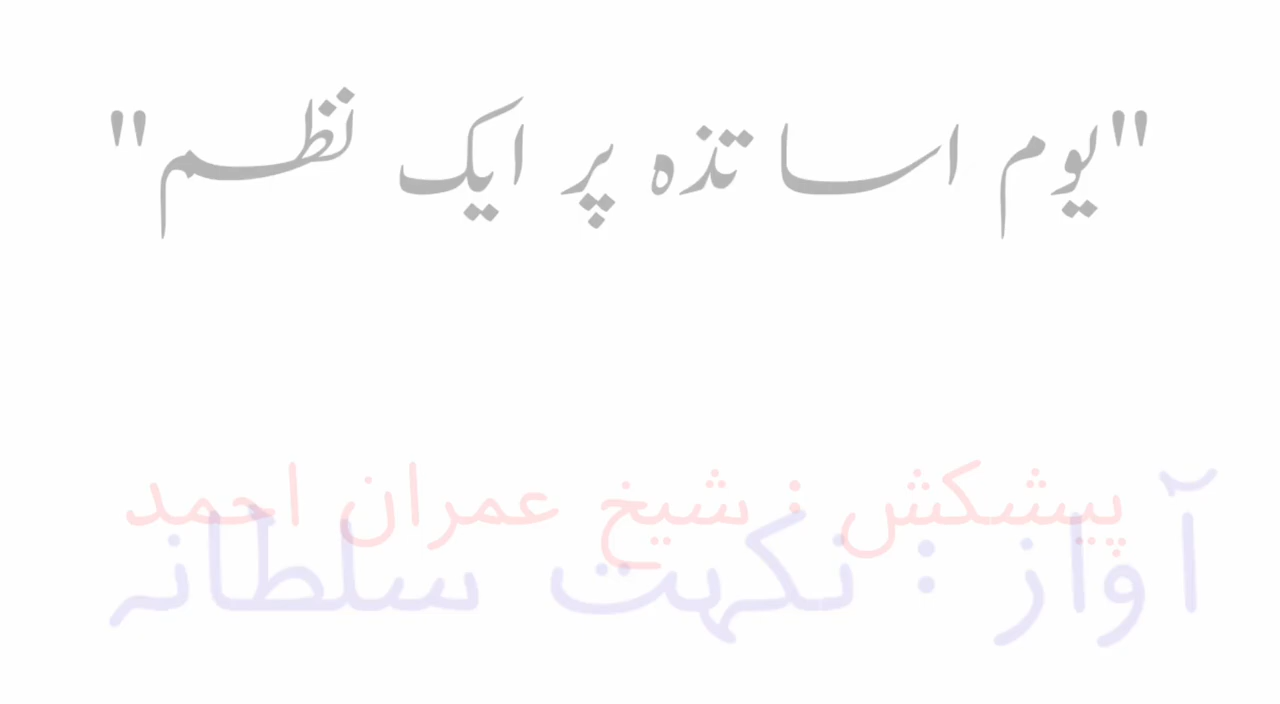 "یوم اساتذہ پر ایک نظم"
پیشکش : شیخ عمران احمد
آواز : نکہت سلطانہ